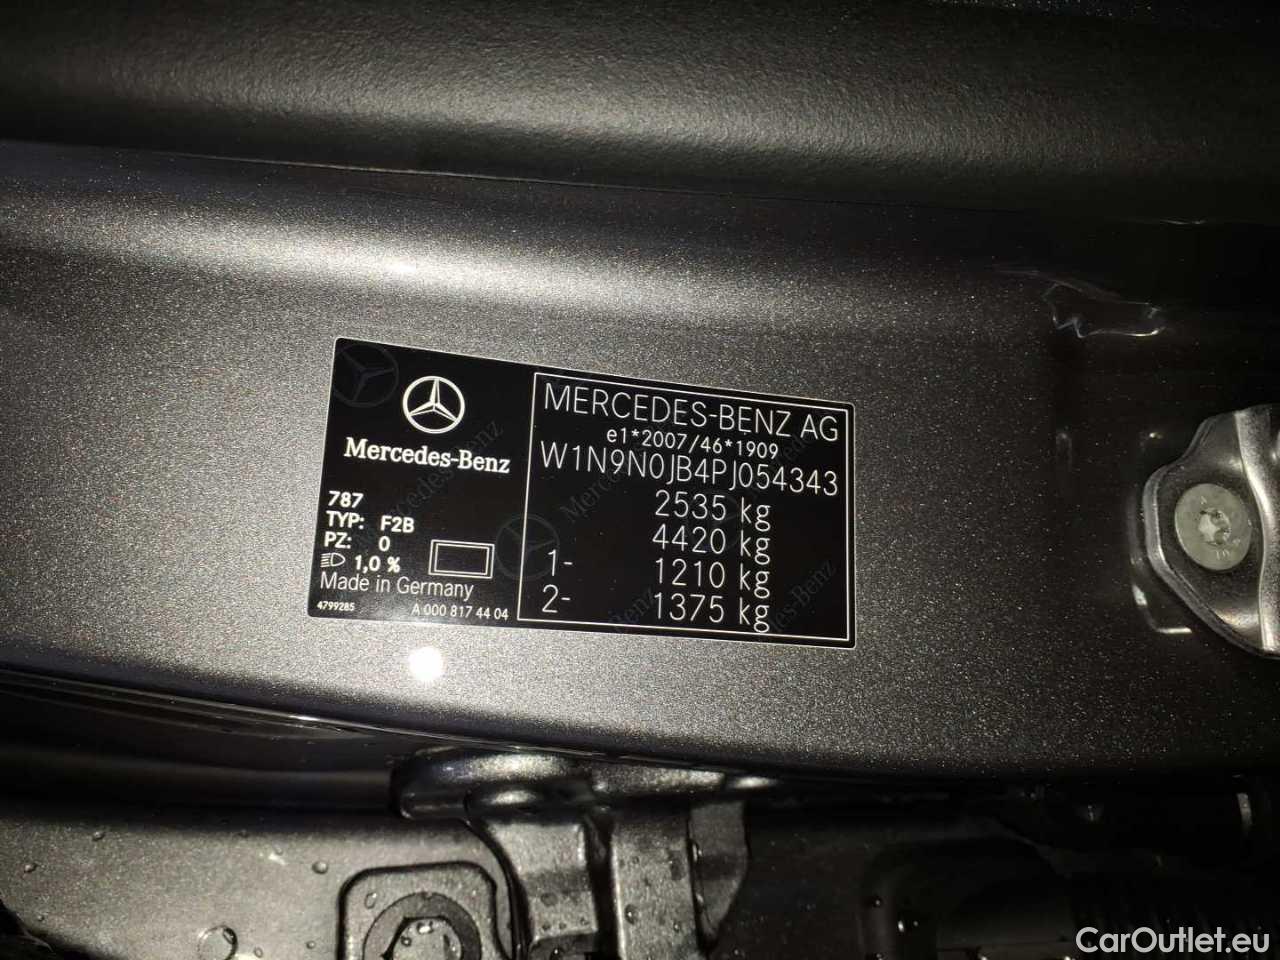 Mercedes-Benz
787
TYP: F2B
PZ: 0
1,0 %
Made in Germany
4799285
A 000 817 44 04
MERCEDES-BENZ AG
e1*2007/46*1909
W1N9N0JB4PJ054343
2535 kg
4420 kg
1- 1210 kg
2- 1375 kg
CarOutlet.eu